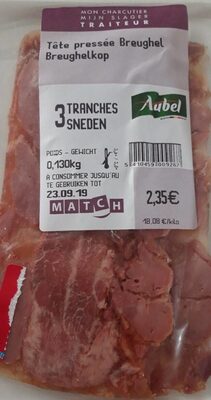 MON CHARCUTIER
MIJN SLAGER
TRAITEUR
Tête pressée Breughel
Breughelkop
3 TRANCHES
SNEDEN
Aubel
POIDS - GEWICHT
0,130kg
A CONSOMMER JUSQU'AU
TE GEBRUIKEN TOT
23.09.19
MATCH
2,35€
18,08 €/kilo